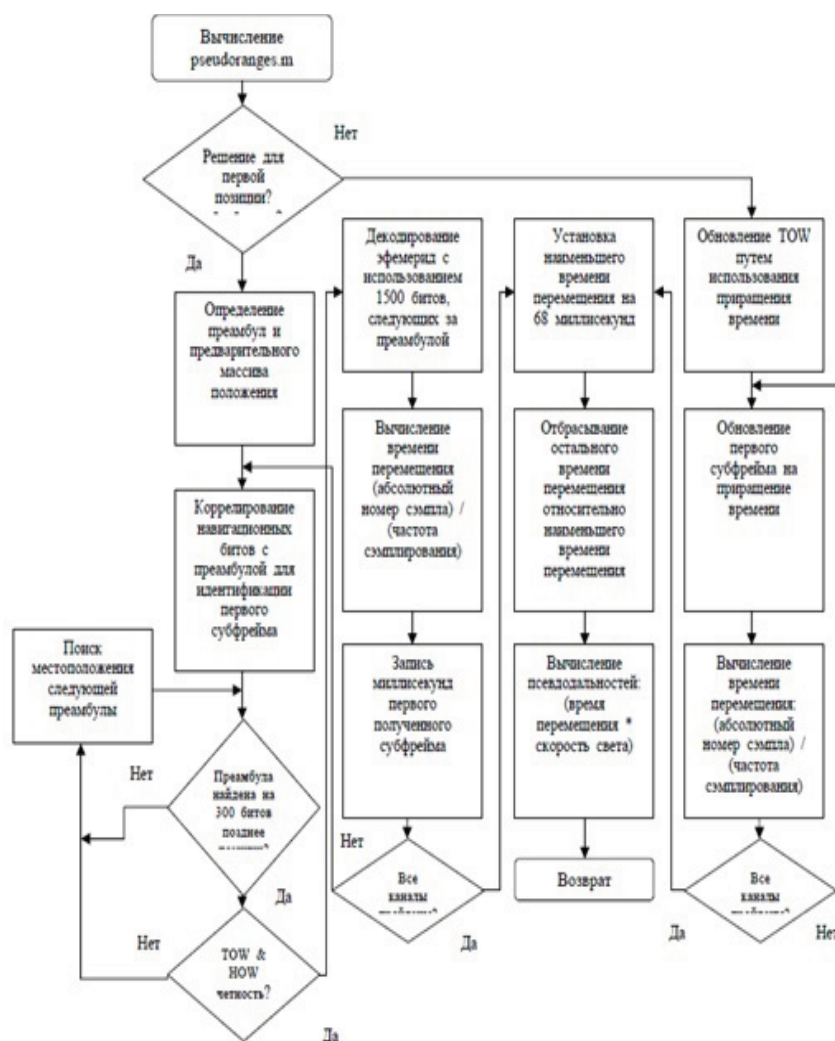 Вычисление
pseudoranges.m
Нет
Решение для
первой
позиции?
Да
Определение
преамбул и
предварительного
массива
положения
Коррелирование
навигационных
битов с
преамбулой для
идентификации
первого
субфрейма
Поиск
местоположения
следующей
преамбулы
Нет
Преамбула
найдена на
300 битов
позднее
Да
Нет
TOW &
HOW
четность?
Да
Декодирование
эфемерид с
использованием
1500 битов,
следующих за
преамбулой
Вычисление
времени
перемещения
(абсолютный
номер сэмпла) /
(частота
сэмплирования)
Запись
миллисекунд
первого
полученного
субфрейма
Нет
Все
каналы
Да
Установка
наименьшего
времени
перемещения на
68 миллисекунд
Отбрасывание
остального
времени
перемещения
относительно
наименьшего
времени
перемещения
Вычисление
псевдодальностей:
(время
перемещения *
скорость света)
Возврат
Обновление TOW
путем
использования
приращения
времени
Обновление
первого
субфрейма на
приращение
времени
Вычисление
времени
перемещения:
(абсолютный
номер сэмпла) /
(частота
сэмплирования)
Все
каналы
Да
Нет